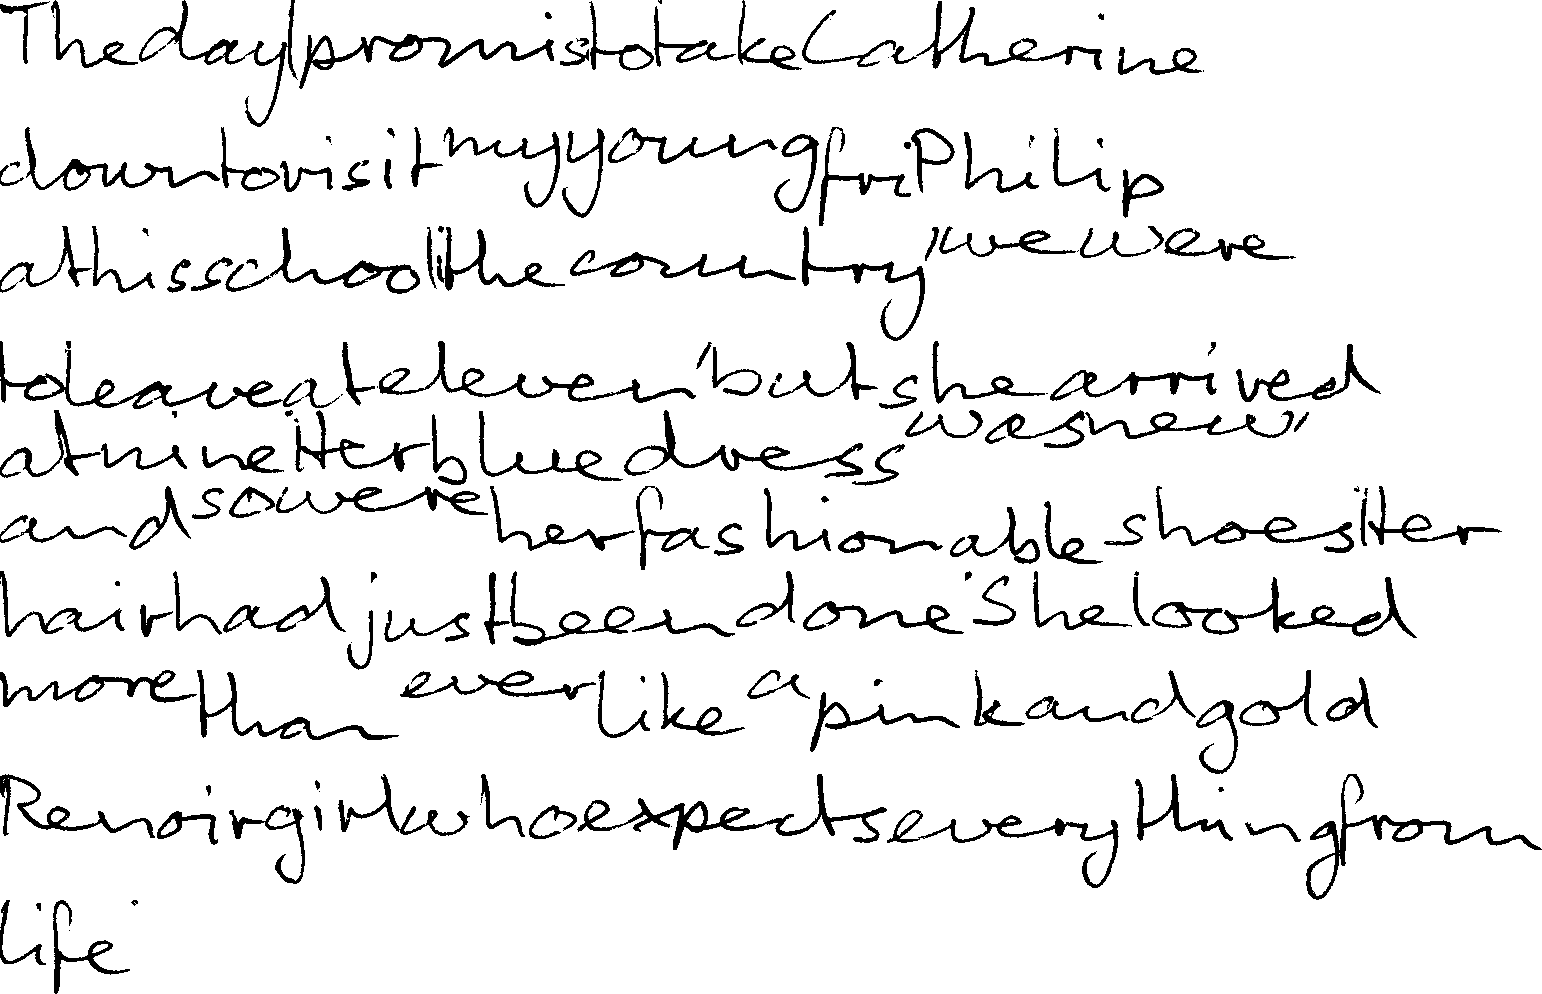 The day I promis to take Catherine
down to visit my young fri Philip
at his school i the country, we were
to leave at eleven, but she arrived
at nine. Her blue dress was new,
and so were her fashionable shoes. Her
hair had just been done. She looked
more than ever like a pink and gold
Renoir girl who expects everything from
life.